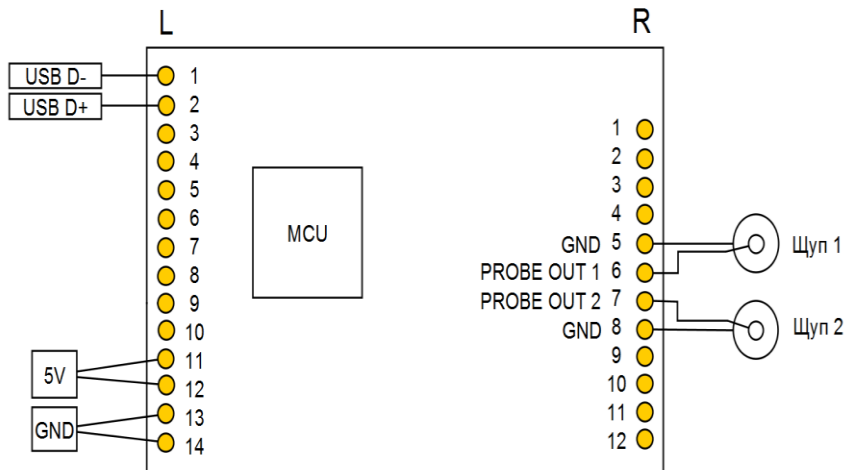 L
R
USB D-
1
USB D+
2
3
4
5
6
7
8
9
10
5V
11
12
GND
13
14
MCU
1
2
3
4
GND 5
PROBE OUT 1 6
PROBE OUT 2 7
GND 8
9
10
11
12
Щуп 1
Щуп 2